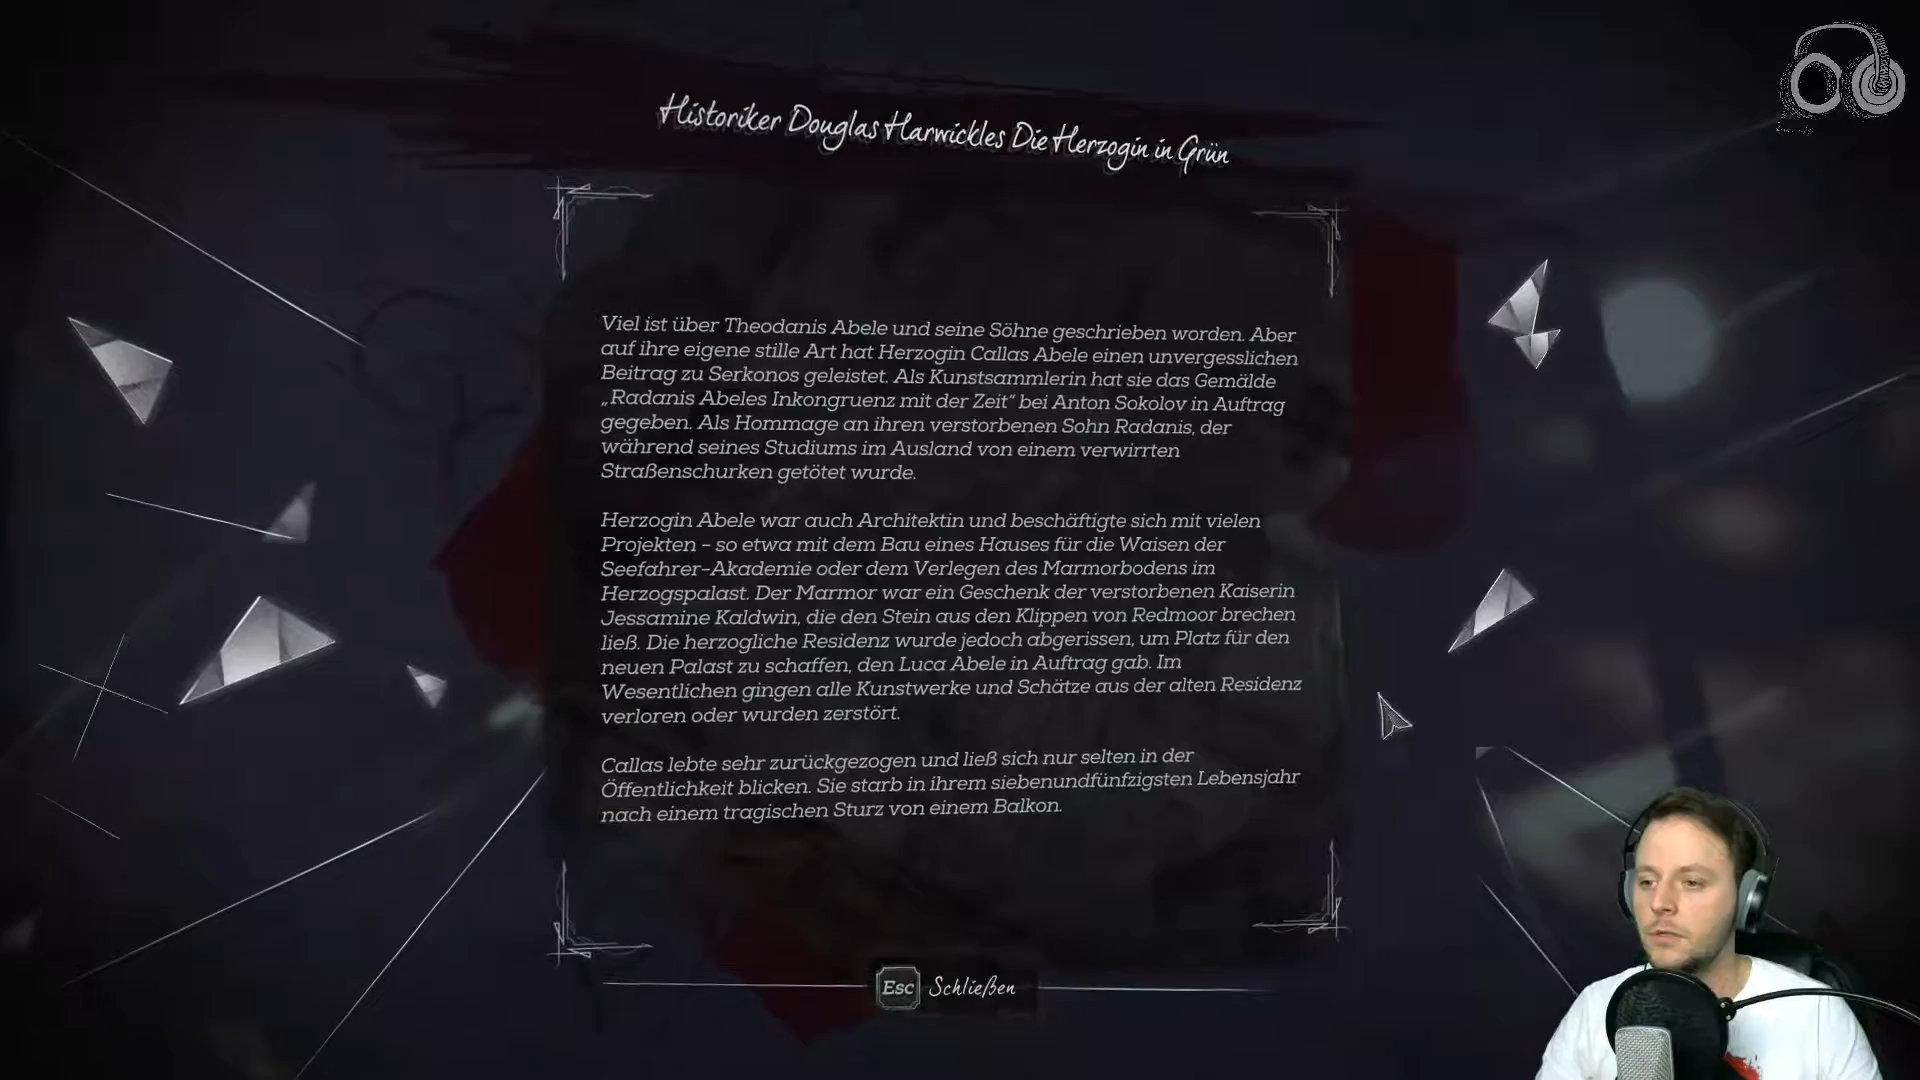 Historiker Douglas Harwickles Die Herzogin in Grün
Viel ist über Theodanis Abele und seine Söhne geschrieben worden. Aber
auf ihre eigene stille Art hat Herzogin Callas Abele einen unvergesslichen
Beitrag zu Serkonos geleistet. Als Kunstsammlerin hat sie das Gemälde
„Radanis Abeles Inkongruenz mit der Zeit“ bei Anton Sokolov in Auftrag
gegeben. Als Hommage an ihren verstorbenen Sohn Radanis, der
während seines Studiums im Ausland von einem verwirrten
Straßenschurken getötet wurde.
Herzogin Abele war auch Architektin und beschäftigte sich mit vielen
Projekten – so etwa mit dem Bau eines Hauses für die Waisen der
Seefahrer-Akademie oder dem Verlegen des Marmorbodens im
Herzogspalast. Der Marmor war ein Geschenk der verstorbenen Kaiserin
Jessamine Kaldwin, die den Stein aus den Klippen von Redmoor brechen
ließ. Die herzogliche Residenz wurde jedoch abgerissen, um Platz für den
neuen Palast zu schaffen, den Luca Abele in Auftrag gab. Im
Wesentlichen gingen alle Kunstwerke und Schätze aus der alten Residenz
verloren oder wurden zerstört.
Callas lebte sehr zurückgezogen und ließ sich nur selten in der
Öffentlichkeit blicken. Sie starb in ihrem siebenundfünfzigsten Lebensjahr
nach einem tragischen Sturz von einem Balkon.
Esc Schließen